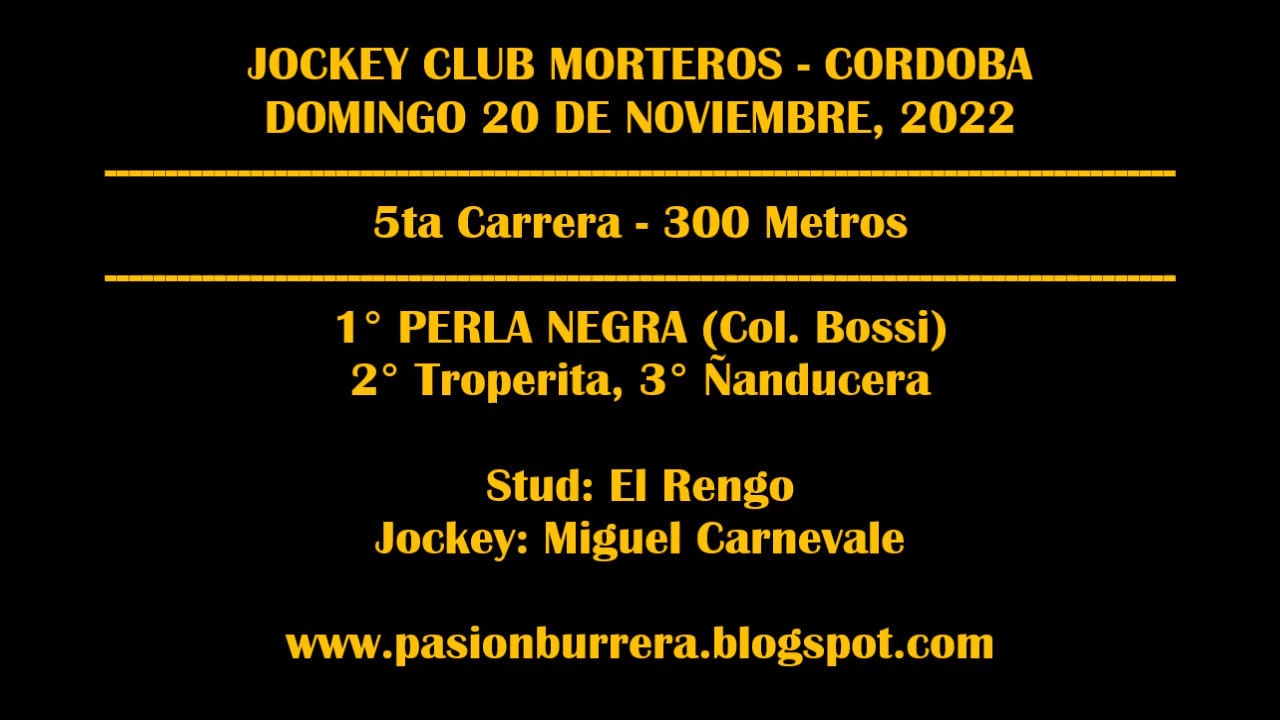 JOCKEY CLUB MORTEROS - CORDOBA
DOMINGO 20 DE NOVIEMBRE, 2022
5ta Carrera - 300 Metros
1° PERLA NEGRA (Col. Bossi)
2° Troperita, 3° Ñanducera
Stud: El Rengo
Jockey: Miguel Carnevale
www.pasionburrera.blogspot.com